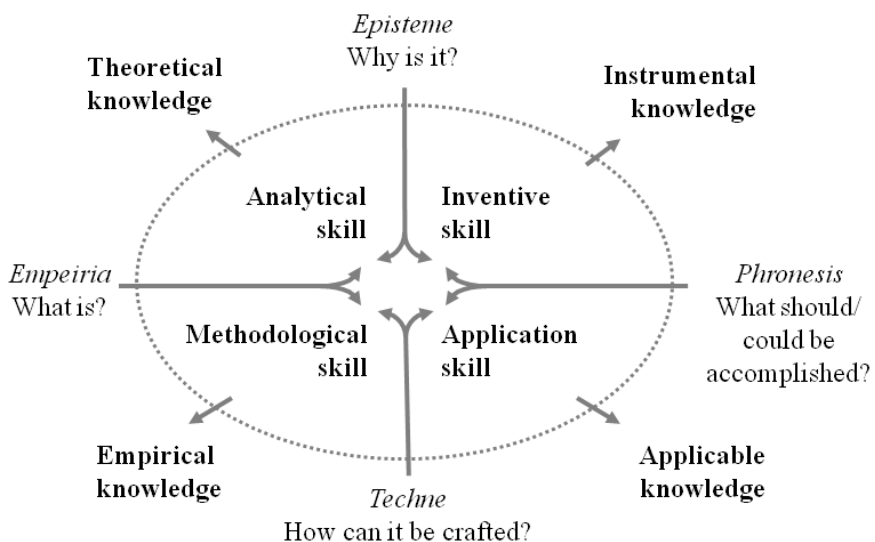 Episteme
Why is it?
Theoretical
knowledge
Instrumental
knowledge
Analytical
skill
Inventive
skill
Empeiria
What is?
Phronesis
What should/
could be
accomplished?
Methodological
skill
Application
skill
Empirical
knowledge
Applicable
knowledge
Techne
How can it be crafted?